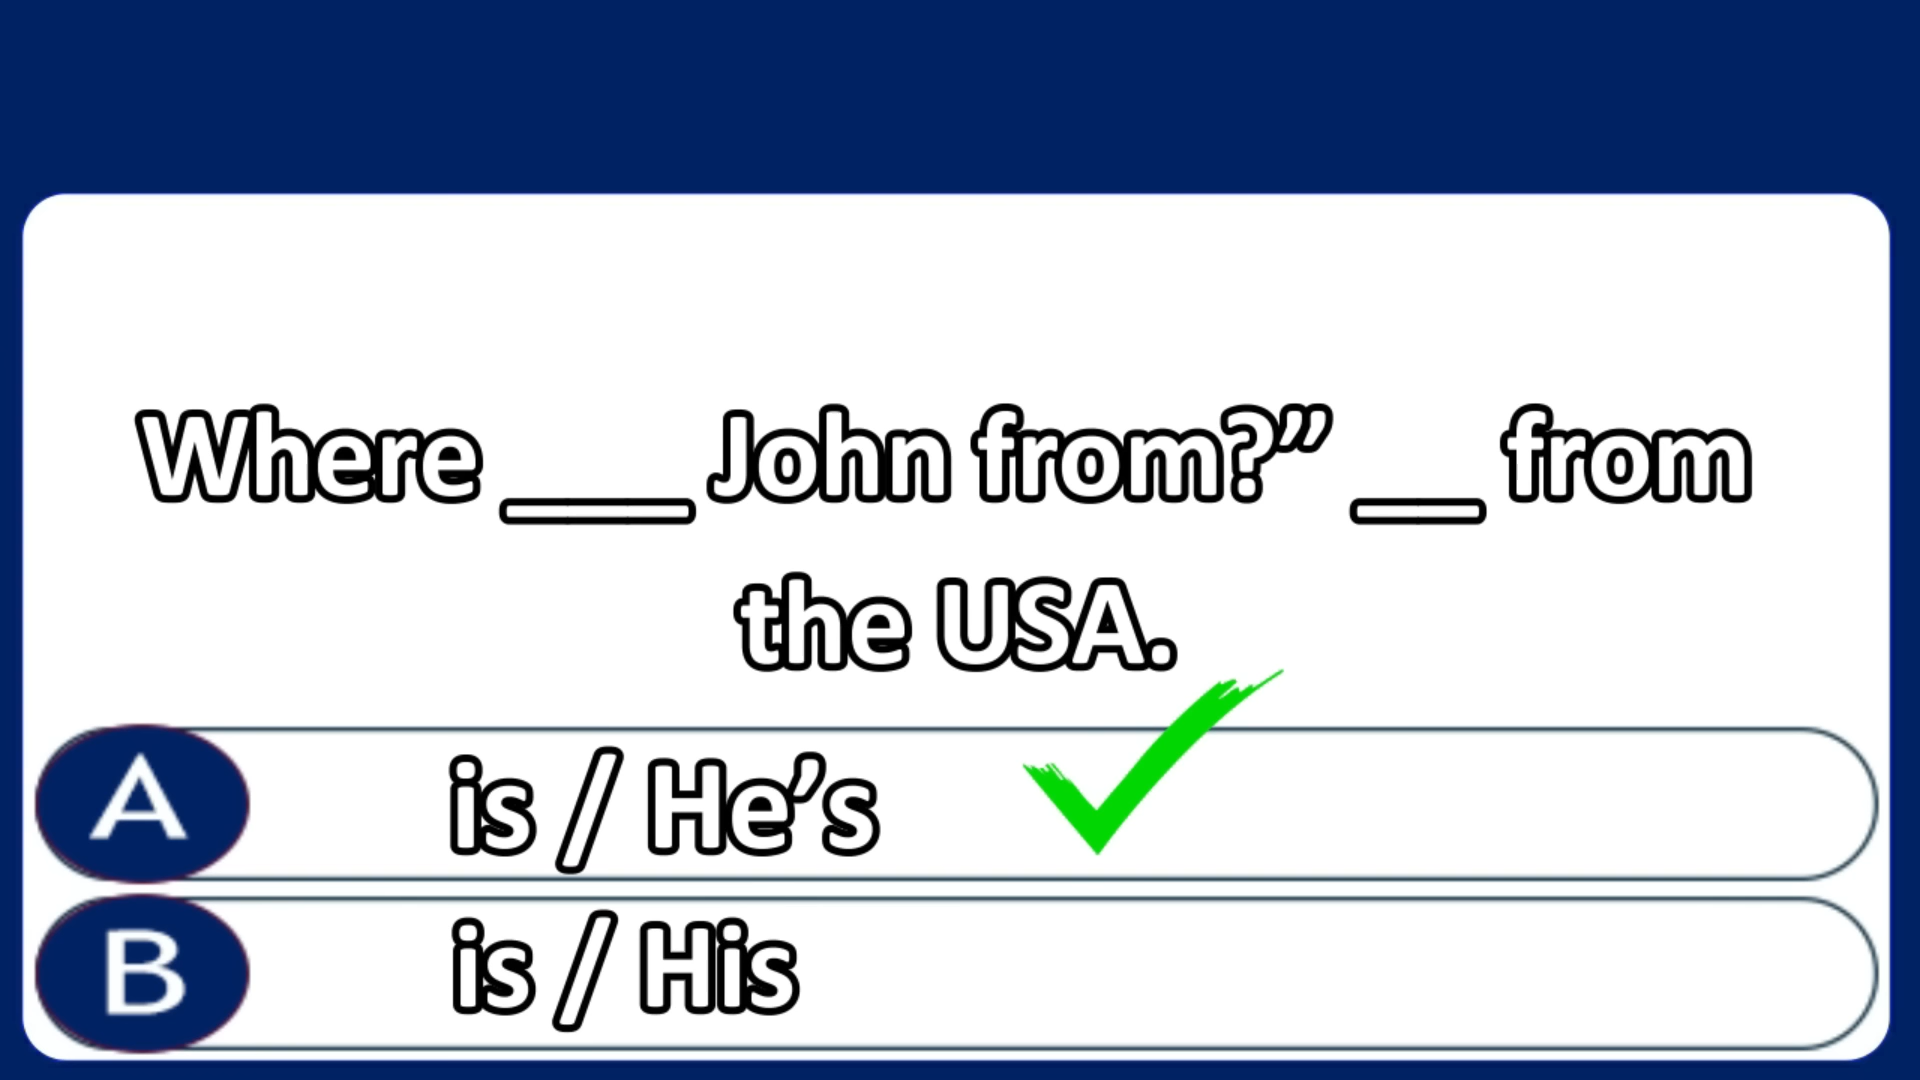 Where ___ John from?” __ from
the USA.
A is / He’s
B is / His